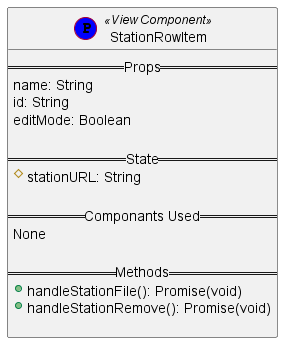 «View Component»
P StationRowItem
Props
name: String
id: String
editMode: Boolean
State
stationURL: String
Componants Used
None
Methods
handleStationFile(): Promise(void)
handleStationRemove(): Promise(void)